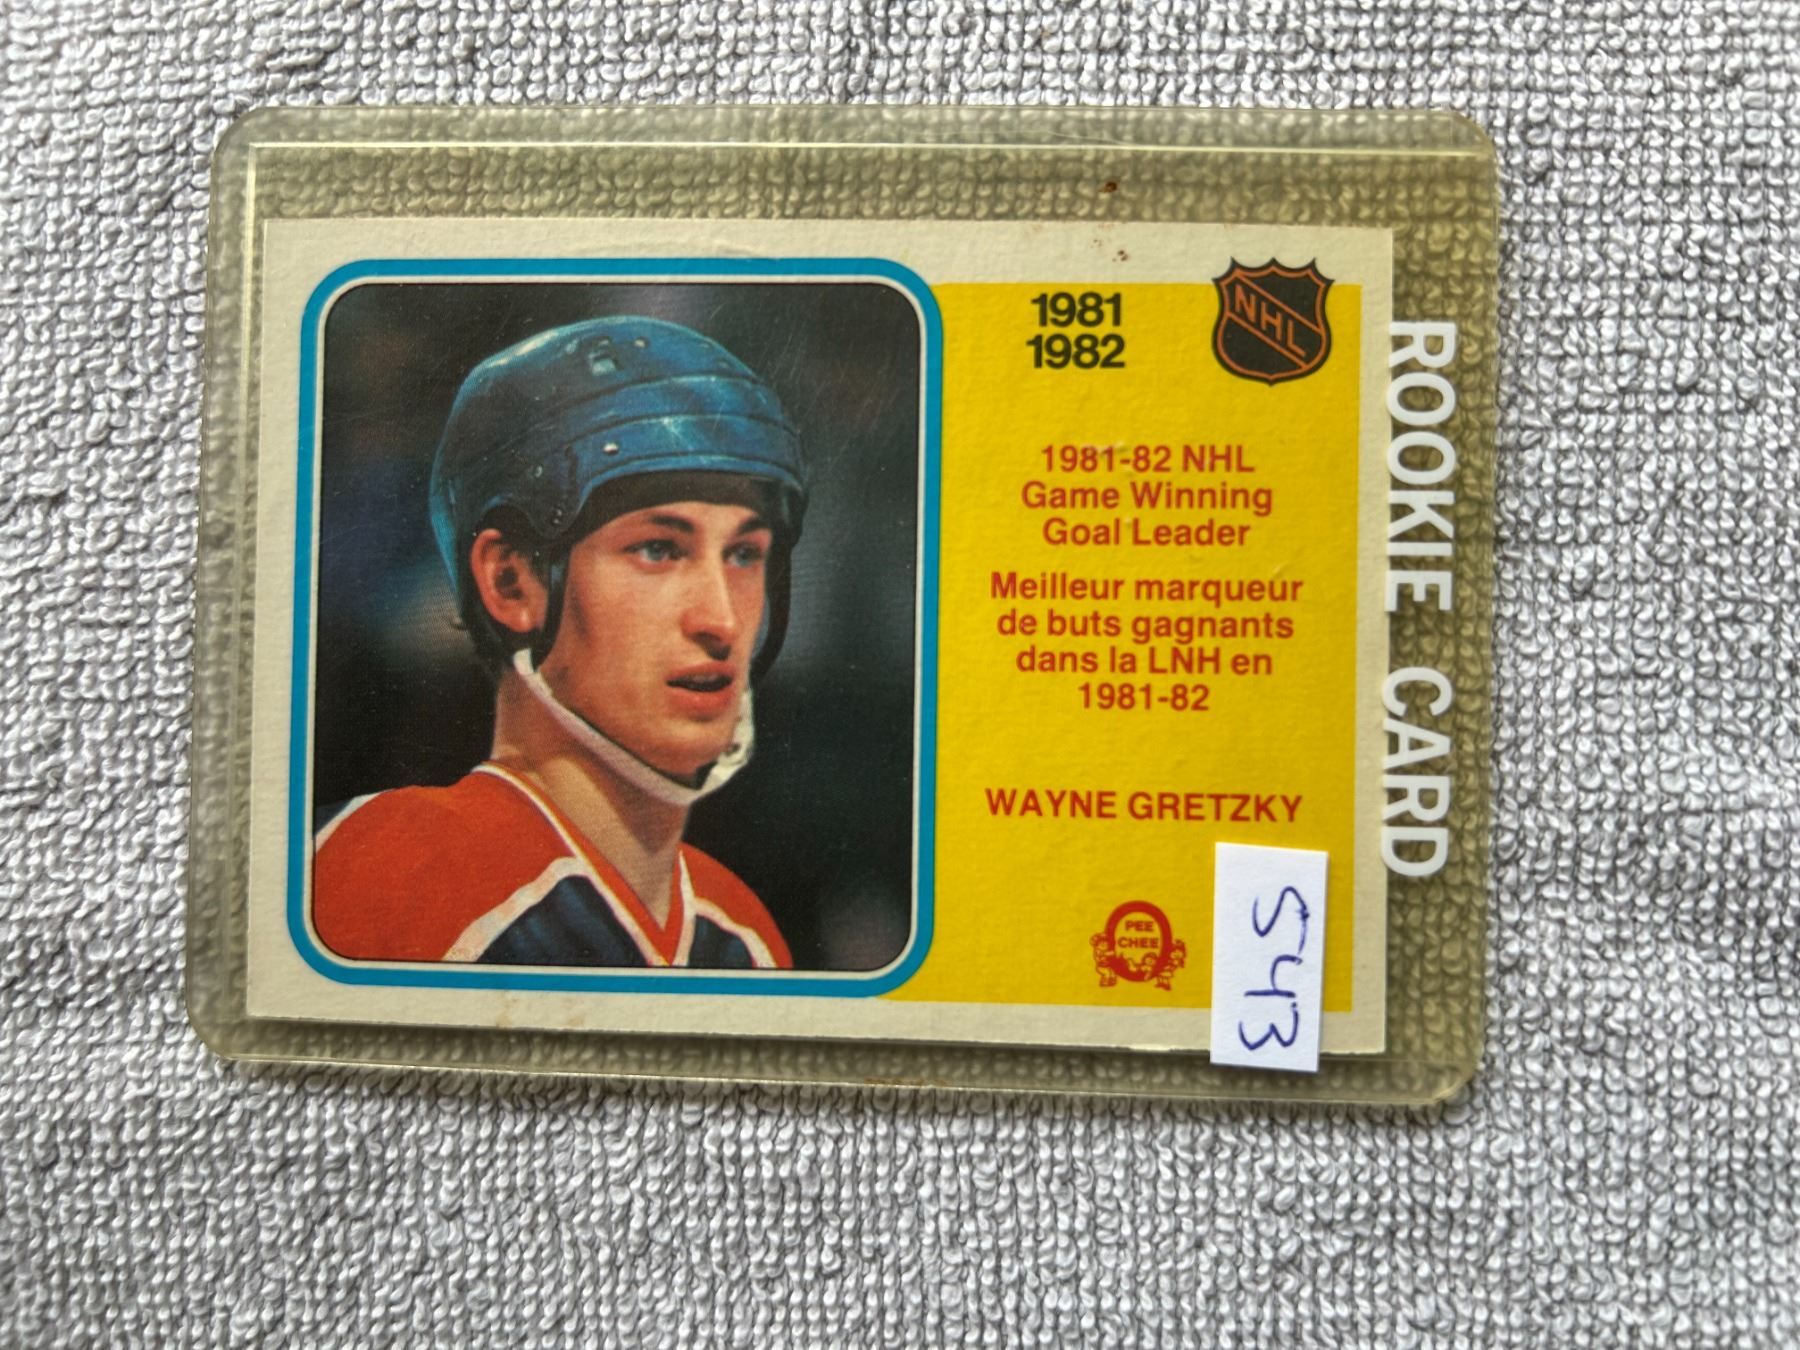 1981
1982
NHL
1981-82 NHL
Game Winning
Goal Leader
Meilleur marqueur
de buts gagnants
dans la LNH en
1981-82
WAYNE GRETZKY
PEE
CHEE
ROOKIE CARD
543